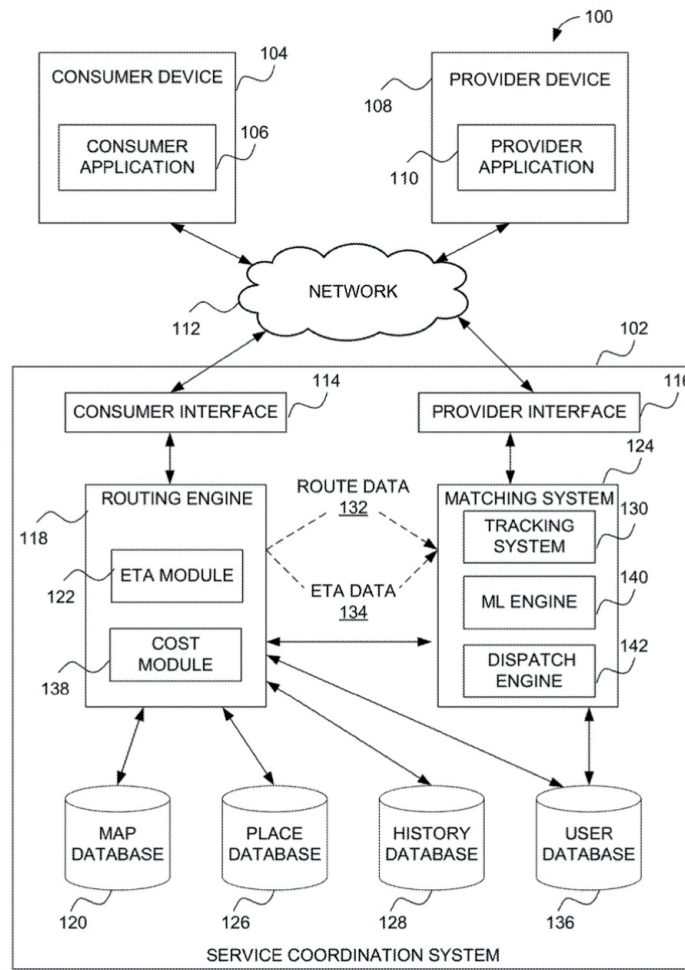 100
104
CONSUMER DEVICE
106
CONSUMER
APPLICATION
108
PROVIDER DEVICE
110
PROVIDER
APPLICATION
NETWORK
112
102
114
CONSUMER INTERFACE
116
PROVIDER INTERFACE
124
ROUTING ENGINE
118
ETA MODULE
122
COST
MODULE
138
ROUTE DATA
132
ETA DATA
134
MATCHING SYSTEM
TRACKING
SYSTEM
130
ML ENGINE
140
DISPATCH
ENGINE
142
MAP
DATABASE
120
PLACE
DATABASE
126
HISTORY
DATABASE
128
USER
DATABASE
136
SERVICE COORDINATION SYSTEM